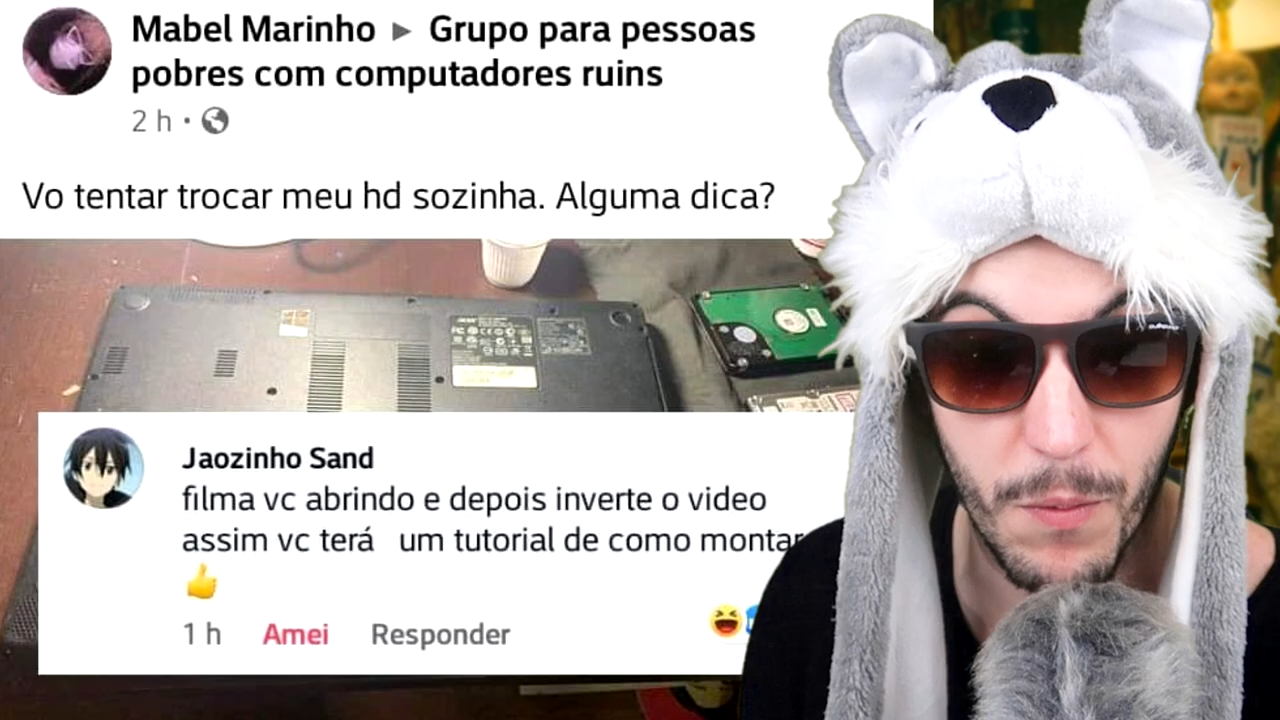 Mabel Marinho ▸ Grupo para pessoas
pobres com computadores ruins
2 h ·
Vo tentar trocar meu hd sozinha. Alguma dica?
Jaozinho Sand
filma vc abrindo e depois inverte o video
assim vc terá um tutorial de como montar
👍
1 h Amei Responder